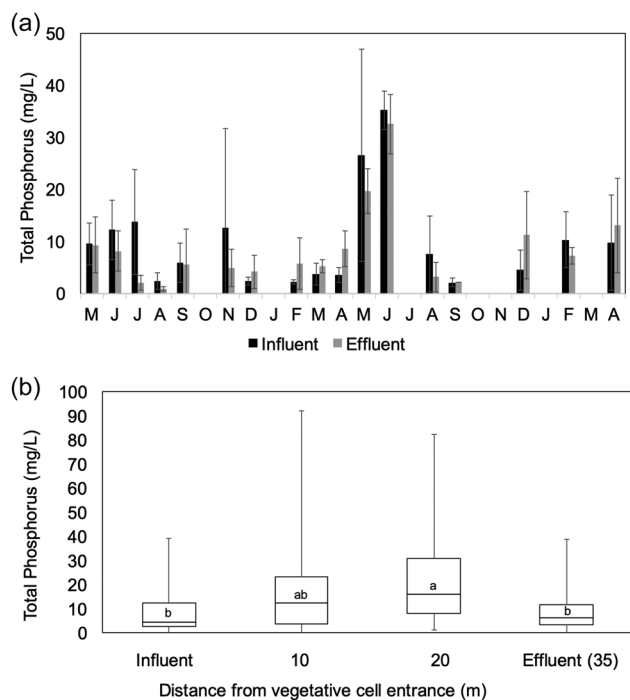 (a)
Total Phosphorus (mg/L)
50
40
30
20
10
0
M J J A S O N D J F M A M J J A S O N D J F M A
Influent Effluent
(b)
Total Phosphorus (mg/L)
100
90
80
70
60
50
40
30
20
10
0
b ab a b
Influent 10 20 Effluent (35)
Distance from vegetative cell entrance (m)